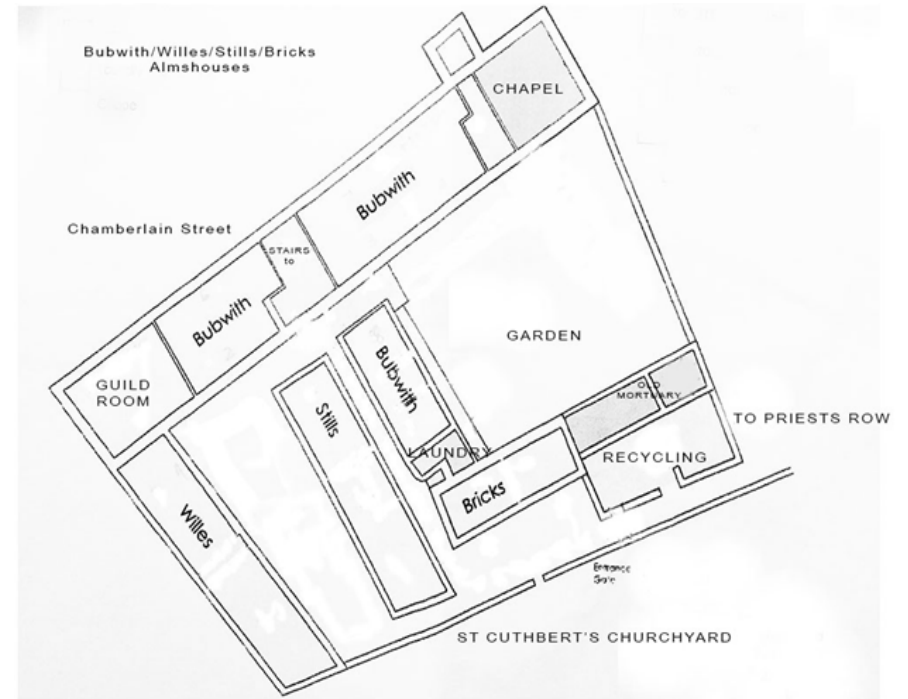 Bubwith/Willes/Stills/Bricks
Almshouses
CHAPEL
Bubwith
Chamberlain Street
STAIRS
to
Bubwith
GUILD
ROOM
GARDEN
Bubwith
Stills
OLD
MORTUARY
TO PRIESTS ROW
LAUNDRY
RECYCLING
Bricks
Willes
Entrance
Gate
ST CUTHBERT'S CHURCHYARD